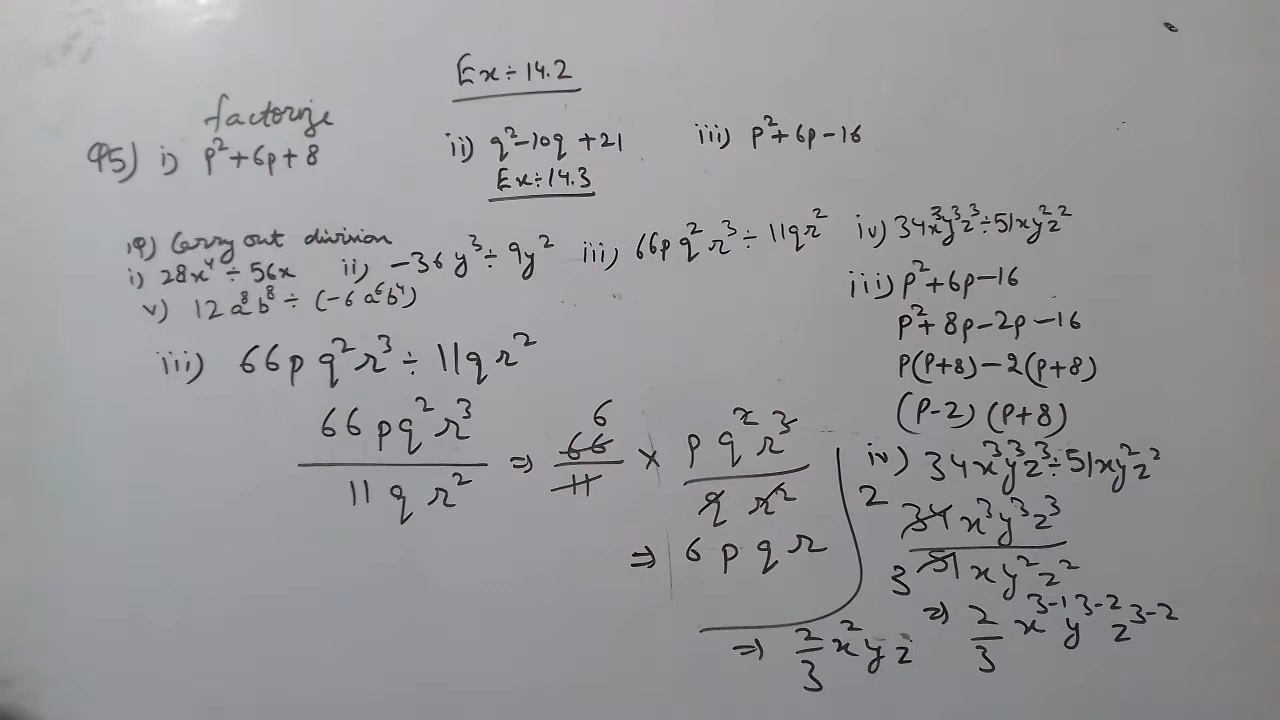 Ex ÷ 14.2
factorize
Q5) i) p² + 6p + 8 ii) q² - 10q + 21 iii) p² + 6p - 16
Ex ÷ 14.3
1Q) Carry out division
i) 28x⁴ ÷ 56x ii) -36y³ ÷ 9y² iii) 66pq²r³ ÷ 11qr² iv) 34x³y³z³ ÷ 51xy²z²
v) 12a⁸b⁸ ÷ (-6a⁶b⁴)
iii) 66pq²r³ ÷ 11qr²
66pq²r³ / 11qr² ⇒ 66 / 11 × pq²r³ / qr²
6
⇒ 6pqr
iii) p² + 6p - 16
p² + 8p - 2p - 16
p(p+8) - 2(p+8)
(p-2) (p+8)
iv) 34x³y³z³ ÷ 51xy²z²
2 34x³y³z³ / 3 51xy²z²
⇒ 2/3 x³⁻¹ y³⁻² z³⁻²
⇒ 2/3 x²yz